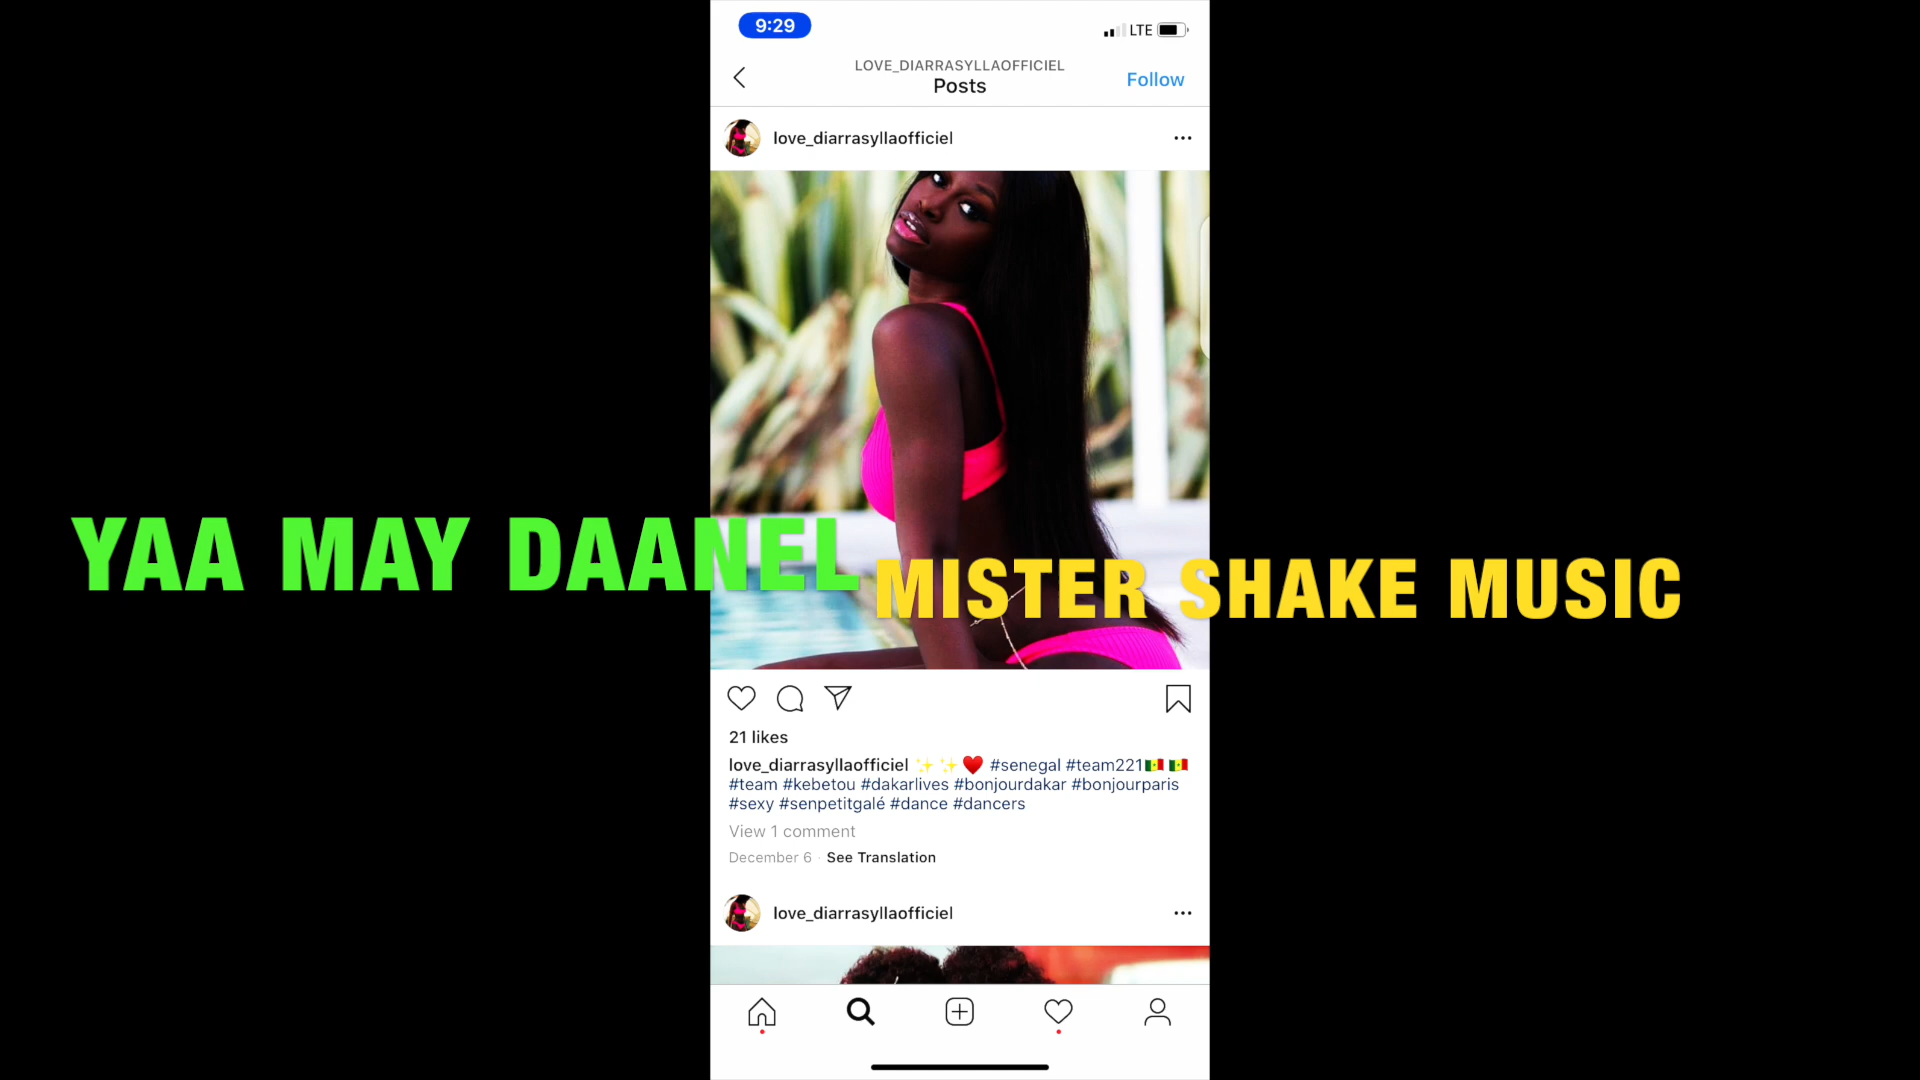 9:29
LTE
LOVE_DIARRASYLLAOFFICIEL
Posts
Follow
love_diarrasyllaofficiel
YAA MAY DAANEL
MISTER SHAKE MUSIC
21 likes
love_diarrasyllaofficiel ✨ ✨ ❤️ #senegal #team221🇸🇳 🇸🇳
#team #kebetou #dakarlives #bonjourdakar #bonjourparis
#sexy #senpetitgalé #dance #dancers
View 1 comment
December 6 · See Translation
love_diarrasyllaofficiel